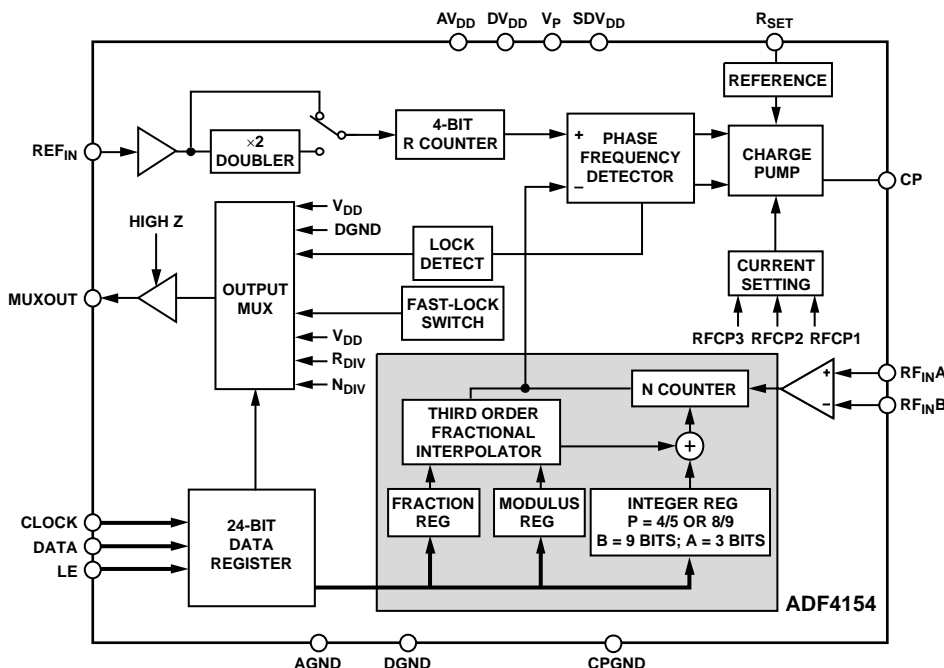 AVDD DVDD VP SDVDD RSET
REFERENCE
×2
DOUBLER
4-BIT
R COUNTER
+
–
PHASE
FREQUENCY
DETECTOR
CHARGE
PUMP
REFIN
CP
HIGH Z
VDD
DGND
LOCK
DETECT
CURRENT
SETTING
MUXOUT
OUTPUT
MUX
FAST-LOCK
SWITCH
VDD
RDIV
NDIV
RFCP3 RFCP2 RFCP1
N COUNTER
+
–
RFINA
RFINB
THIRD ORDER
FRACTIONAL
INTERPOLATOR
+
FRACTION
REG
MODULUS
REG
INTEGER REG
P = 4/5 OR 8/9
B = 9 BITS; A = 3 BITS
CLOCK
DATA
LE
24-BIT
DATA
REGISTER
ADF4154
AGND DGND CPGND